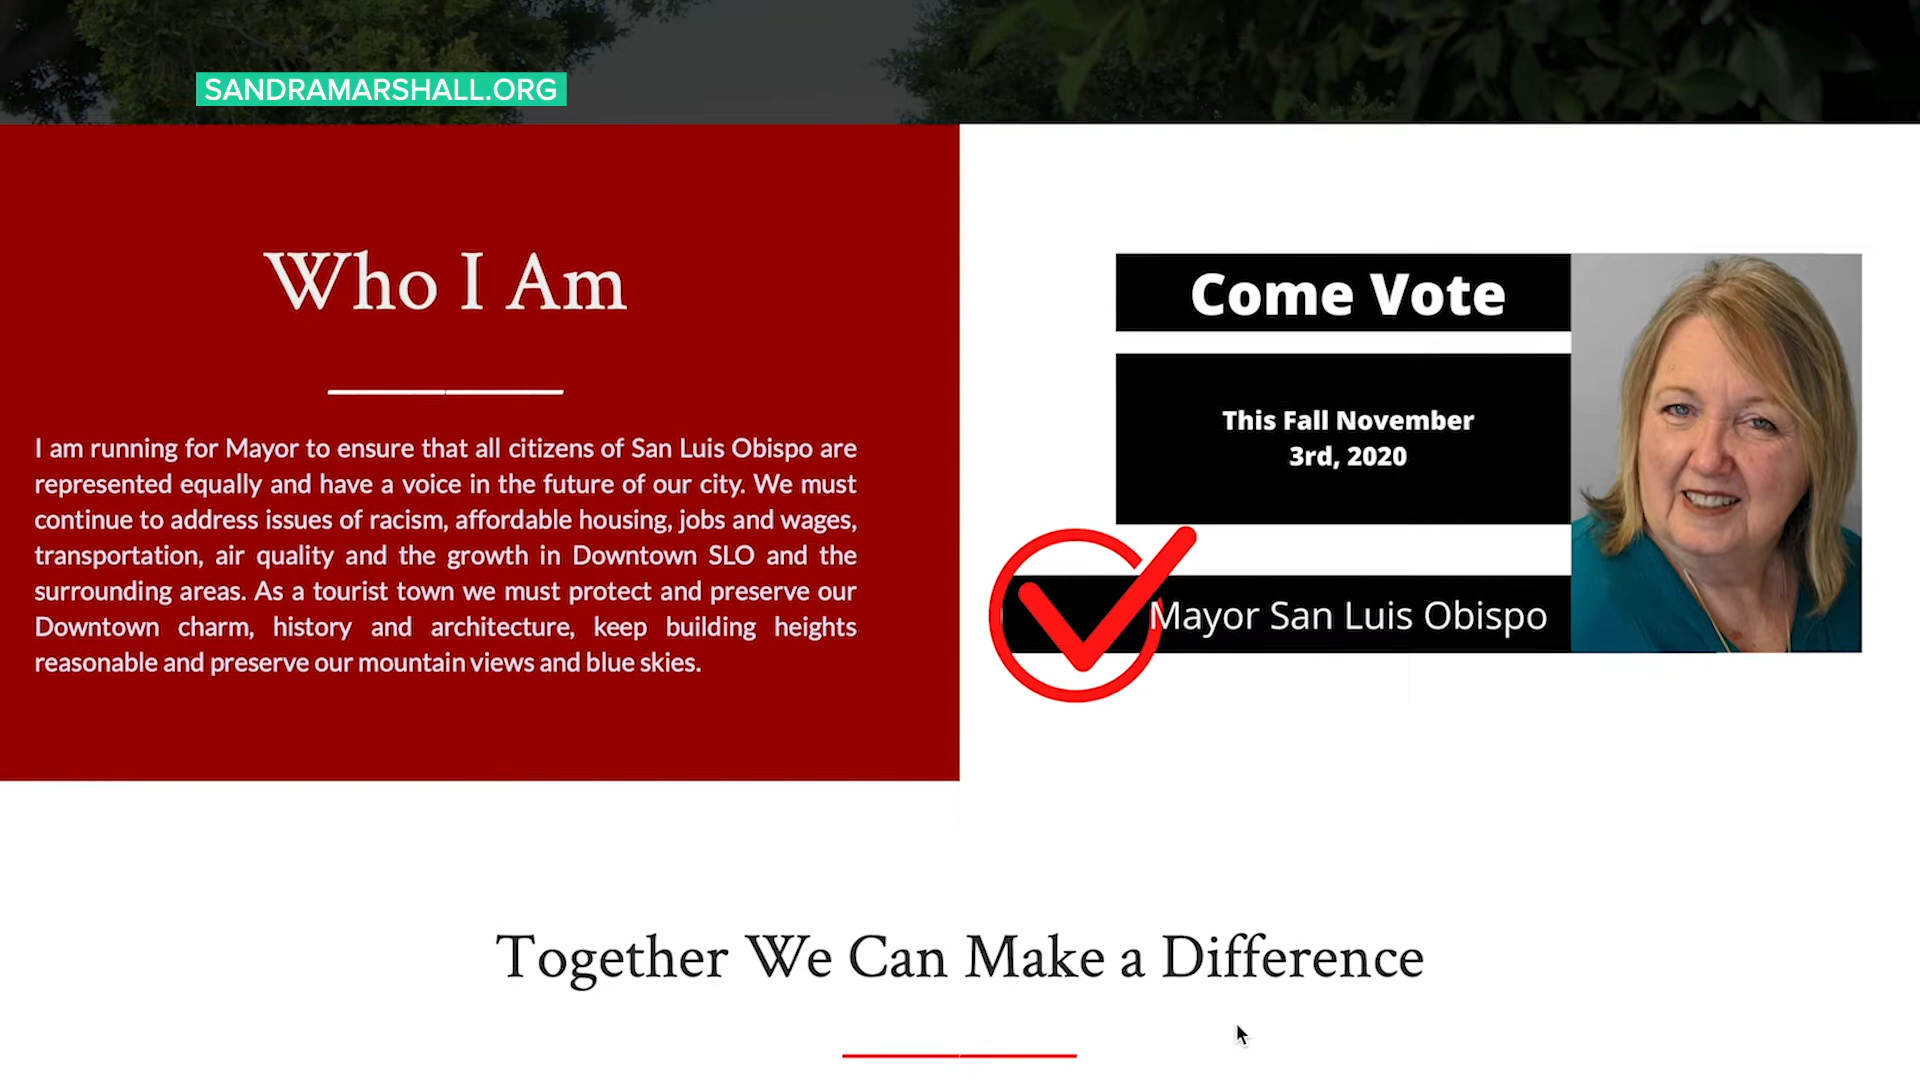 SANDRAMARSHALL.ORG
Who I Am
I am running for Mayor to ensure that all citizens of San Luis Obispo are
represented equally and have a voice in the future of our city. We must
continue to address issues of racism, affordable housing, jobs and wages,
transportation, air quality and the growth in Downtown SLO and the
surrounding areas. As a tourist town we must protect and preserve our
Downtown charm, history and architecture, keep building heights
reasonable and preserve our mountain views and blue skies.
Come Vote
This Fall November
3rd, 2020
Mayor San Luis Obispo
Together We Can Make a Difference